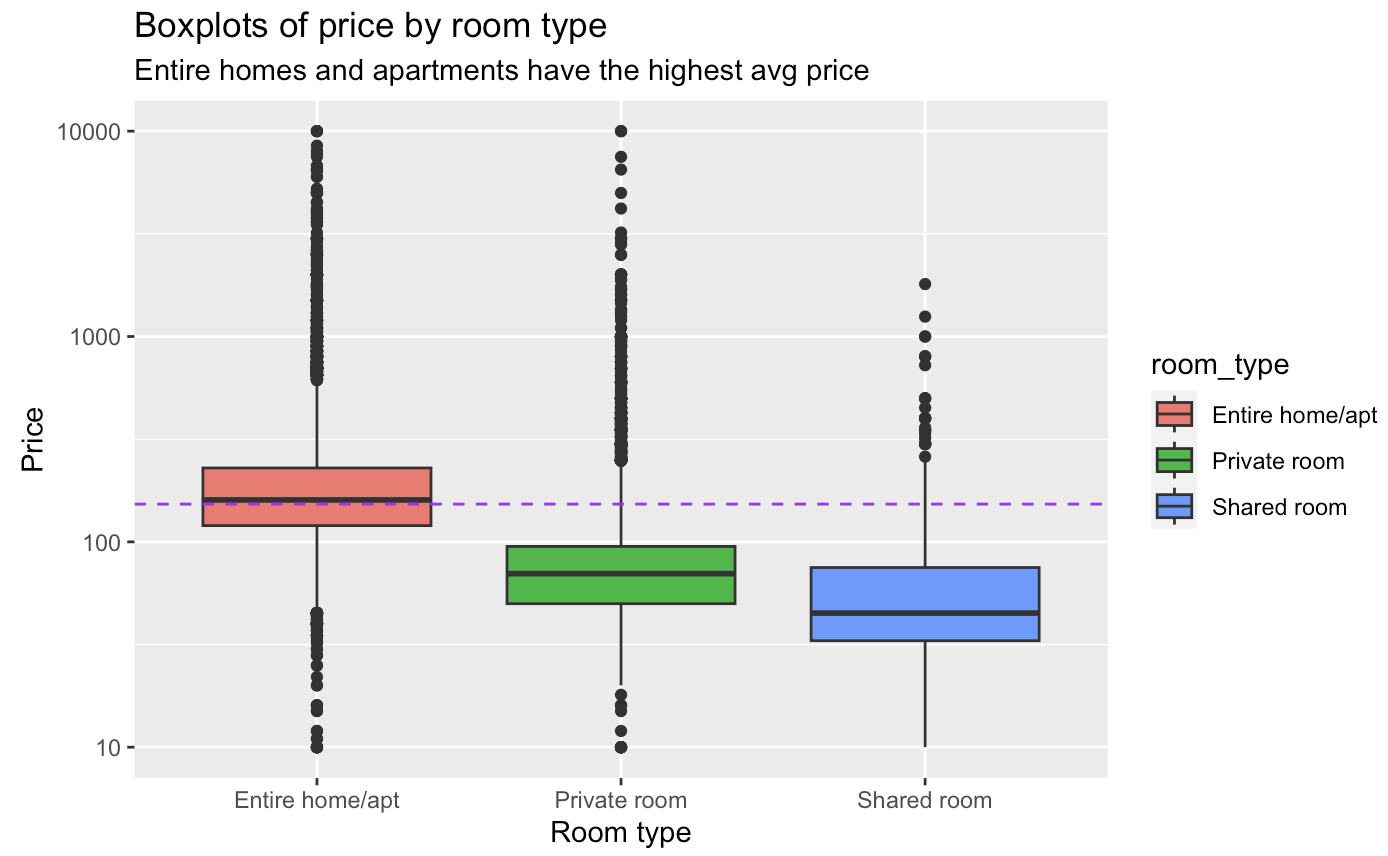 Boxplots of price by room type
Entire homes and apartments have the highest avg price
10000
1000
100
10
Price
Entire home/apt
Private room
Shared room
Room type
room_type
Entire home/apt
Private room
Shared room